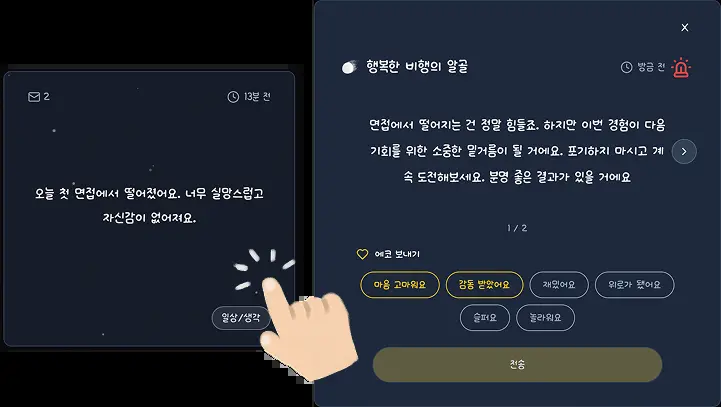 2
13분 전
오늘 첫 면접에서 떨어졌어요. 너무 실망스럽고
자신감이 없어져요.
일상/생각
행복한 비행의 알골
방금 전
면접에서 떨어지는 건 정말 힘들죠. 하지만 이번 경험이 다음
기회를 위한 소중한 밑거름이 될 거에요. 포기하지 마시고 계
속 도전해보세요. 분명 좋은 결과가 있을 거에요
1 / 2
에코 보내기
마음 고마워요
감동 받았어요
재밌어요
위로가 됐어요
슬퍼요
놀라워요
전송